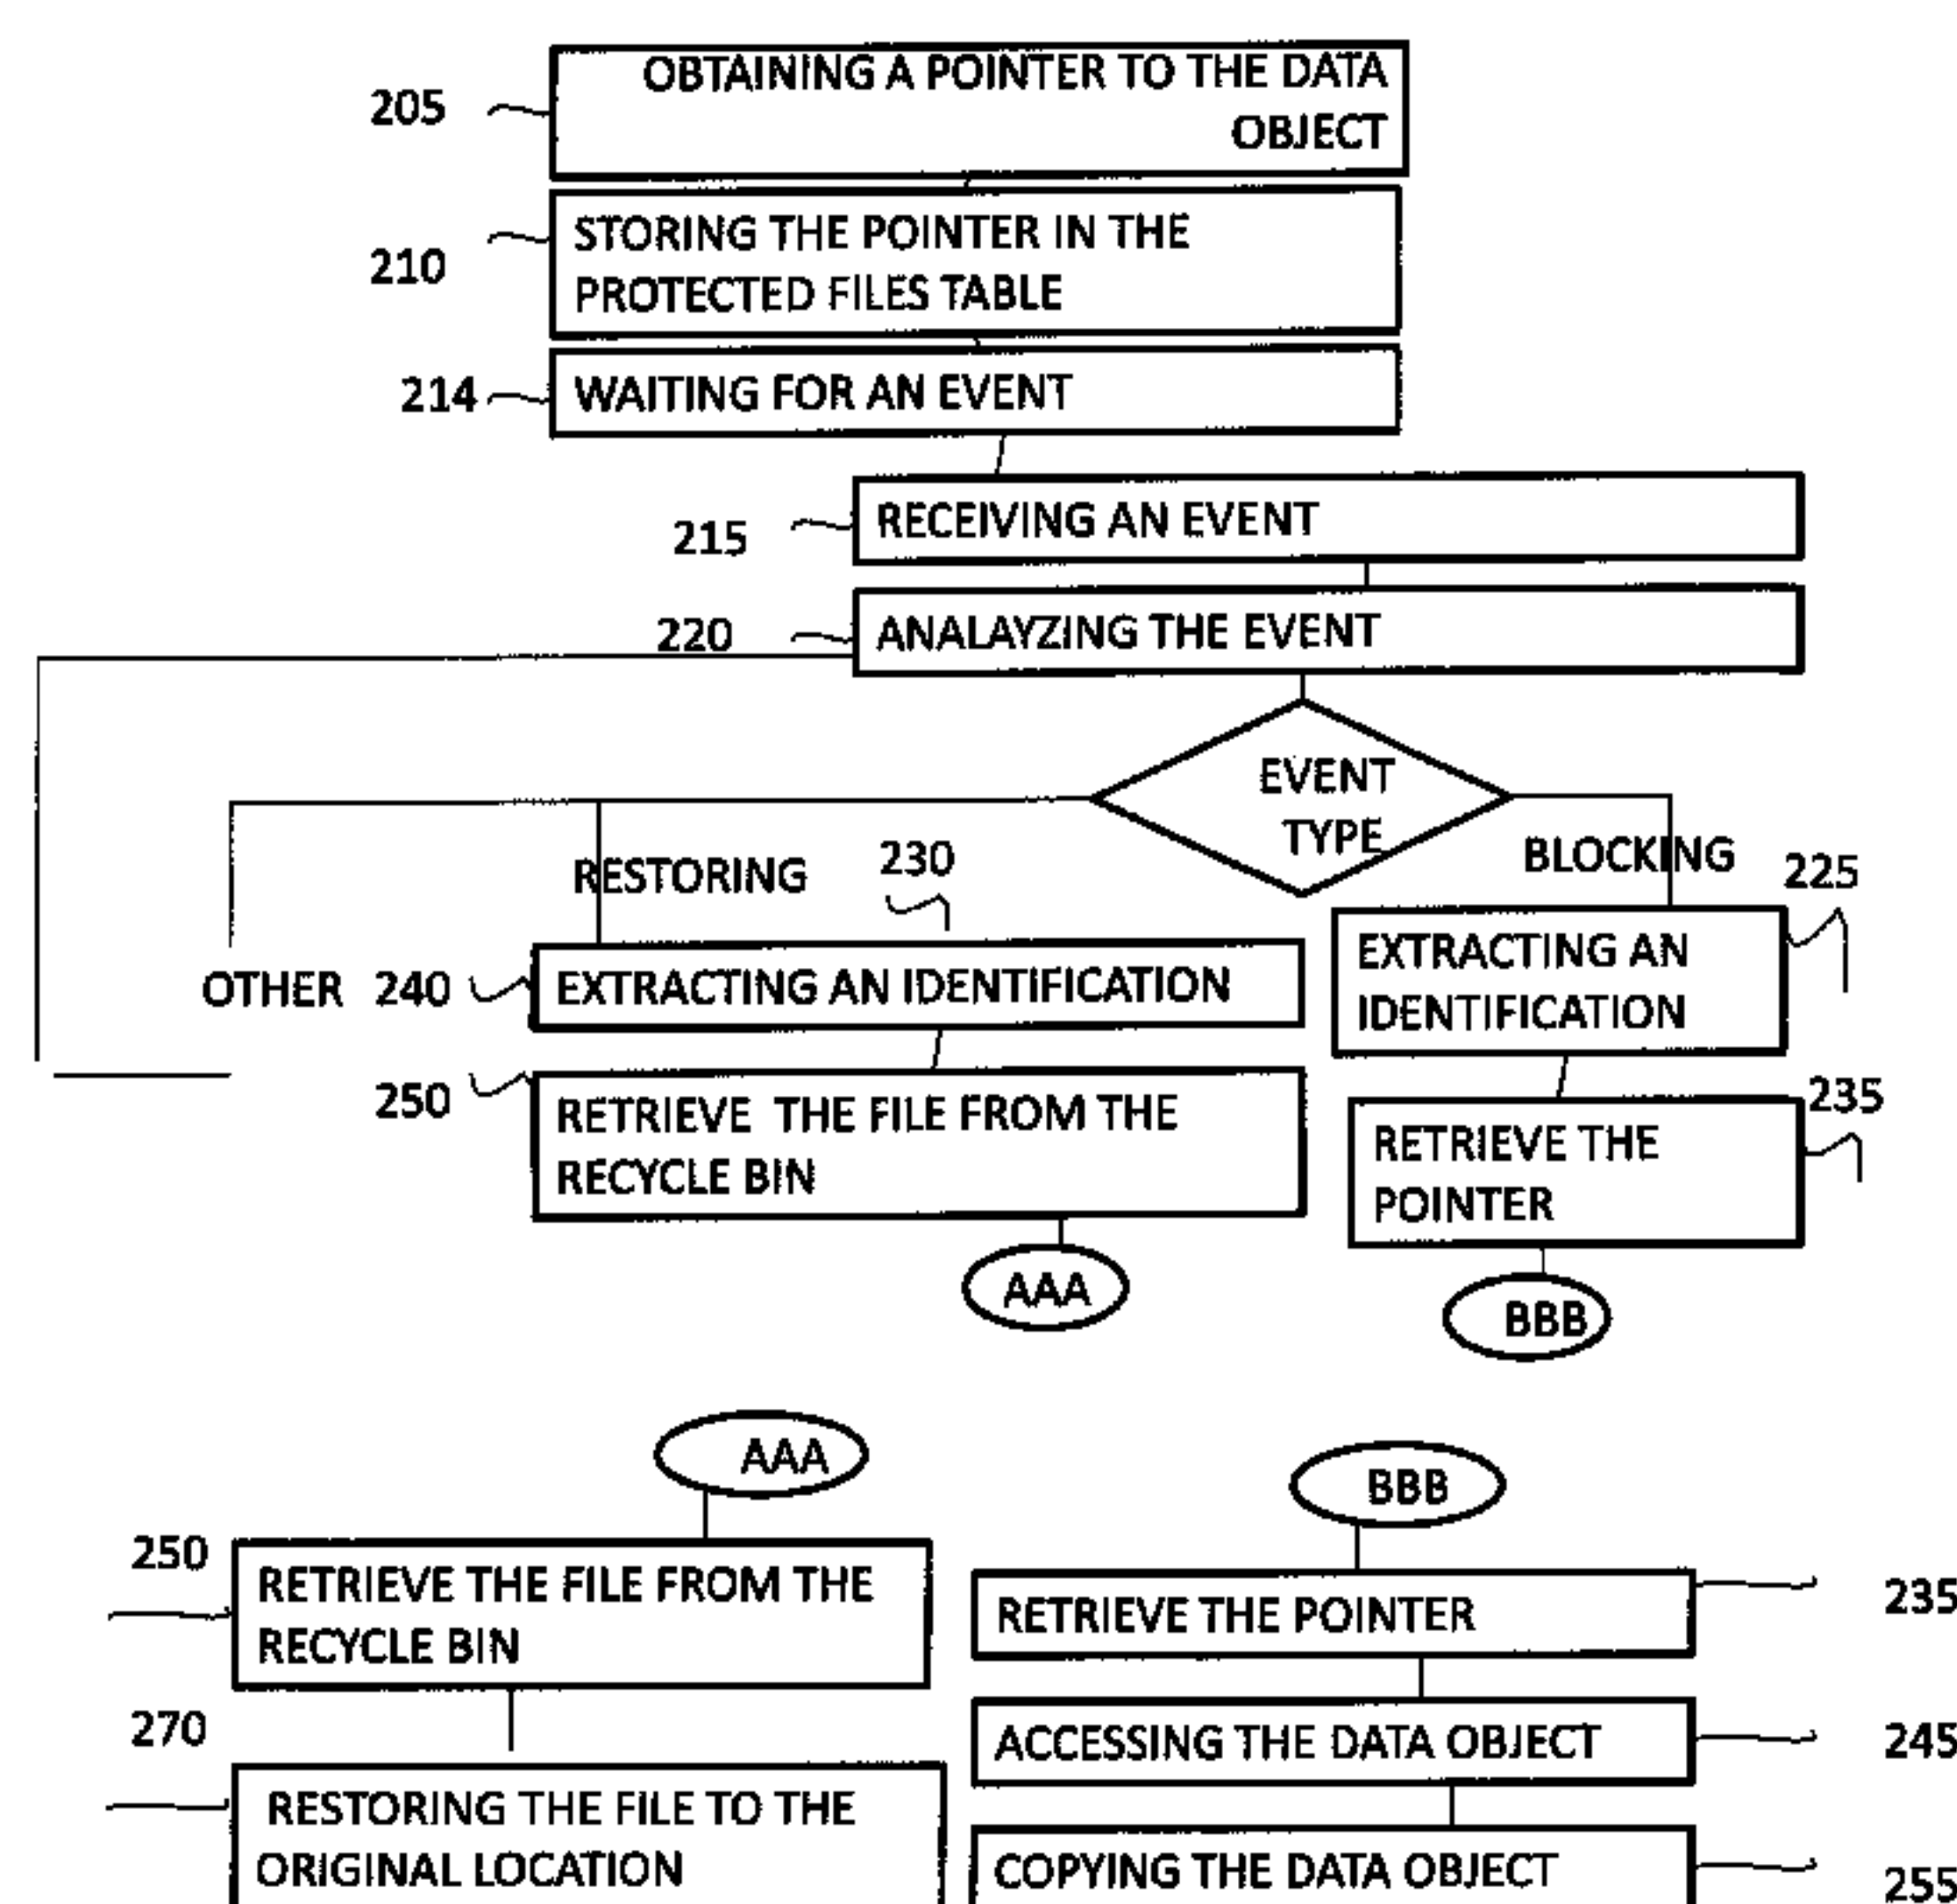 205
OBTAINING A POINTER TO THE DATA
OBJECT
210
STORING THE POINTER IN THE
PROTECTED FILES TABLE
214
WAITING FOR AN EVENT
215
RECEIVING AN EVENT
220
ANALAYZING THE EVENT
EVENT
TYPE
RESTORING
230
BLOCKING
225
OTHER
240
EXTRACTING AN IDENTIFICATION
EXTRACTING AN
IDENTIFICATION
250
RETRIEVE THE FILE FROM THE
RECYCLE BIN
235
RETRIEVE THE
POINTER
AAA
BBB
AAA
BBB
250
RETRIEVE THE FILE FROM THE
RECYCLE BIN
RETRIEVE THE POINTER
235
270
RESTORING THE FILE TO THE
ORIGINAL LOCATION
ACCESSING THE DATA OBJECT
245
COPYING THE DATA OBJECT
255